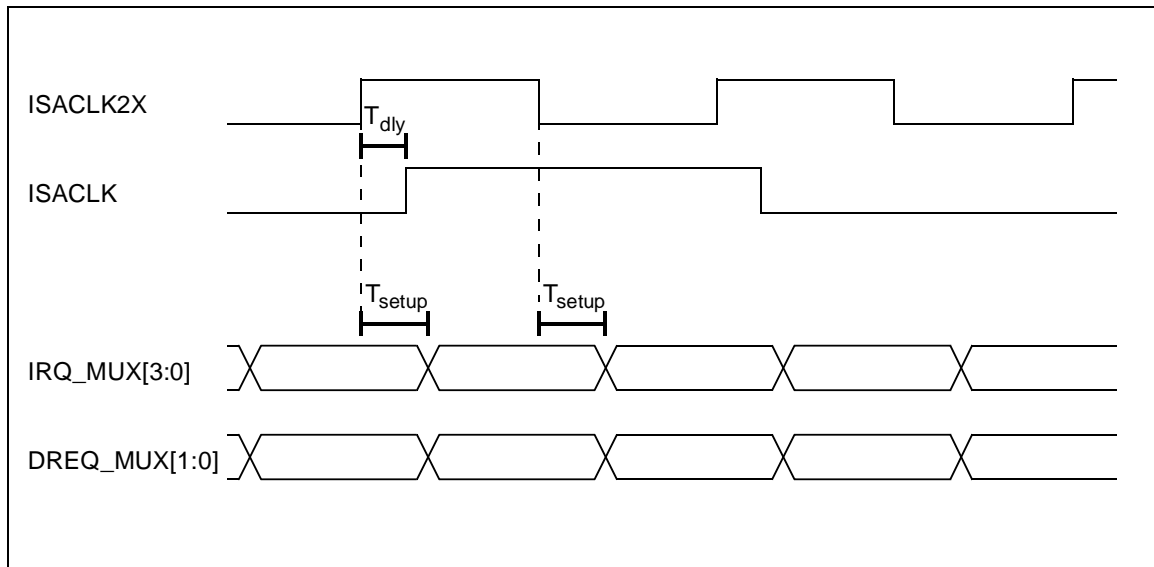 ISACLK2X
Tdly
ISACLK
Tsetup Tsetup
IRQ_MUX[3:0]
DREQ_MUX[1:0]